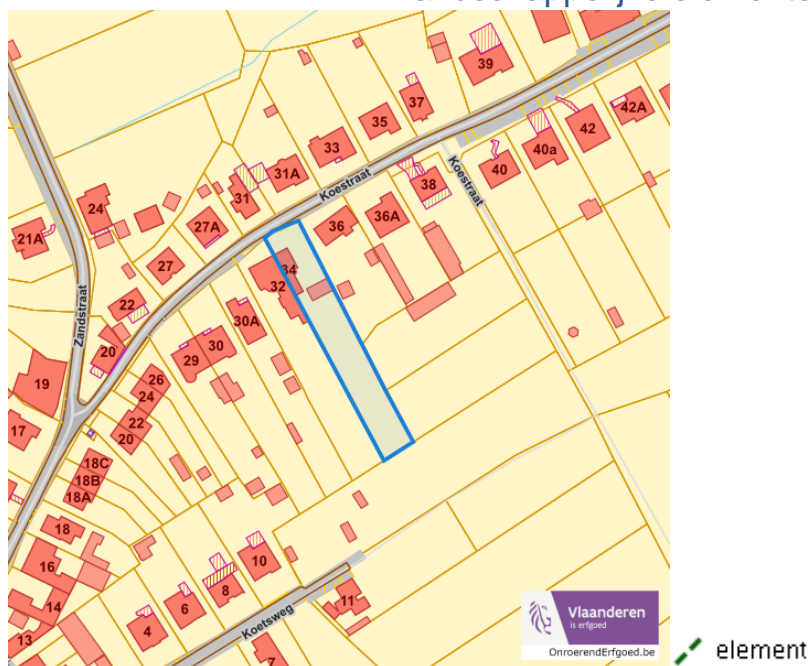 39
37
35
33
31A
31
27A
24
21A
27
22
20
19
17
42A
42
40a
40
38
36A
36
34
32
30A
30
29
26
24
22
20
18C
18B
18A
18
16
14
13
10
8
6
4
11
7
Koestraat
Koestraat
Zandstraat
Koetsweg
Vlaanderen
is erfgoed
OnroerendErfgoed.be
element